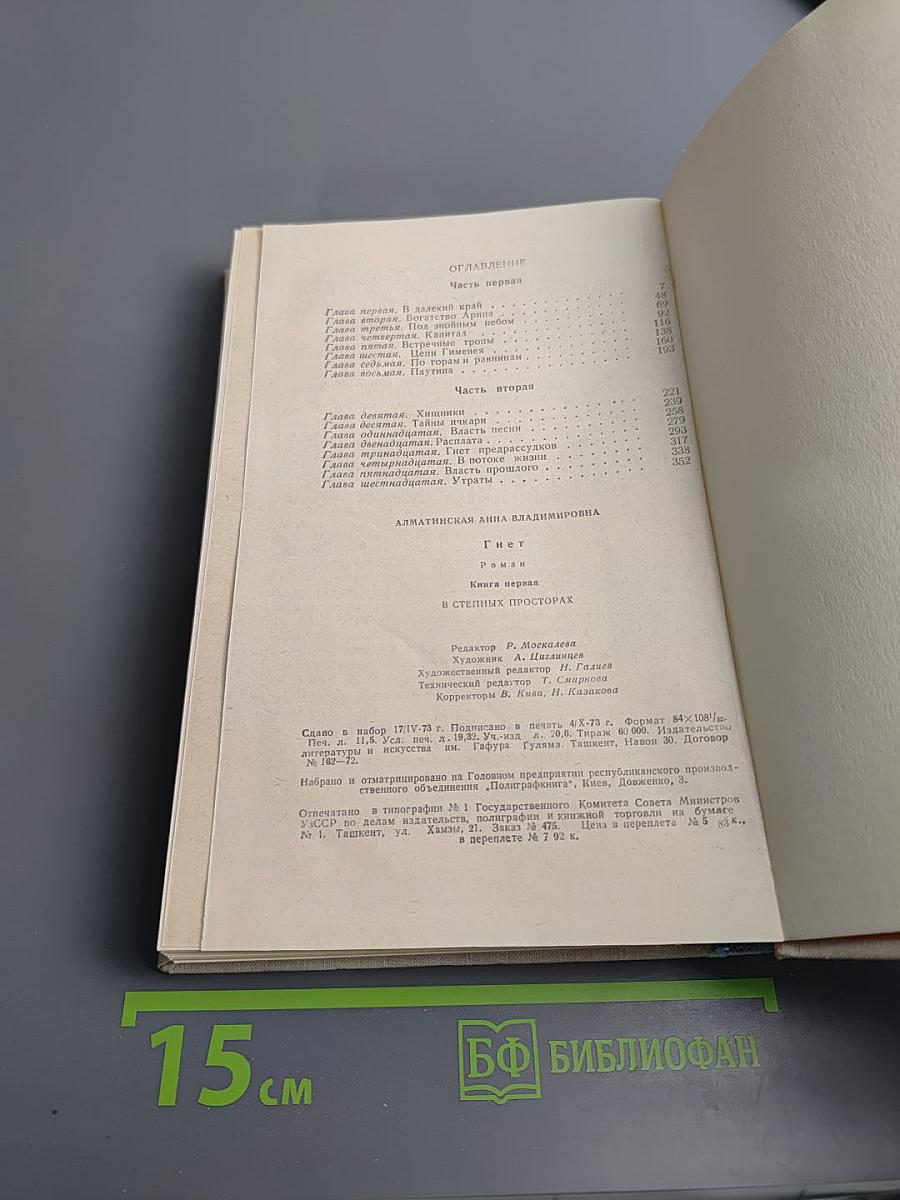 ОГЛАВЛЕНИЕ
Часть первая
Глава первая. В далекий край . . . . . . . . . . 7
Глава вторая. Богатство Арипа . . . . . . . . . . 48
Глава третья. Под знойным небом . . . . . . . . . . 69
Глава четвертая. Капитал . . . . . . . . . . 92
Глава пятая. Встречные тропы . . . . . . . . . . 116
Глава шестая. Цепи Гименея . . . . . . . . . . 138
Глава седьмая. По горам и равнинам . . . . . . . . . . 160
Глава восьмая. Паутина . . . . . . . . . . 193
Часть вторая
Глава девятая. Хищники . . . . . . . . . . 221
Глава десятая. Тайны ичкари . . . . . . . . . . 239
Глава одиннадцатая. Власть песни . . . . . . . . . . 258
Глава двенадцатая. Расплата . . . . . . . . . . 279
Глава тринадцатая. Гнет предрассудков . . . . . . . . . . 293
Глава четырнадцатая. В потоке жизни . . . . . . . . . . 317
Глава пятнадцатая. Власть прошлого . . . . . . . . . . 338
Глава шестнадцатая. Утраты . . . . . . . . . . 352
АЛМАТИНСКАЯ АННА ВЛАДИМИРОВНА
Гнет
Роман
Книга первая
В СТЕПНЫХ ПРОСТОРАХ
Редактор Р. Москалева
Художник А. Циглинцев
Художественный редактор Н. Галиев
Технический редактор Т. Смирнова
Корректоры В. Кива, Н. Казакова
Сдано в набор 17/IV-73 г. Подписано в печать 4/X-73 г. Формат 84×108¹/₃₂.
Печ. л. 11,5. Усл. печ. л. 19,32. Уч.-изд л. 20,6. Тираж 60 000. Издательство
литературы и искусства им. Гафура Гуляма. Ташкент, Навои 30. Договор
№ 162—72.
Набрано и отматрицировано на Головном предприятии республиканского производ-
ственного объединения „Полиграфкнига", Киев, Довженко, 3.
Отпечатано в типографии № 1 Государственного Комитета Совета Министров
УзССР по делам издательств, полиграфии и книжной торговли на бумаге
№ 1. Ташкент, ул. Хамзы, 21. Заказ № 475. Цена в переплете № 5 83 к.,
в переплете № 7 92 к.
15 см
БФ БИБЛИОФАН